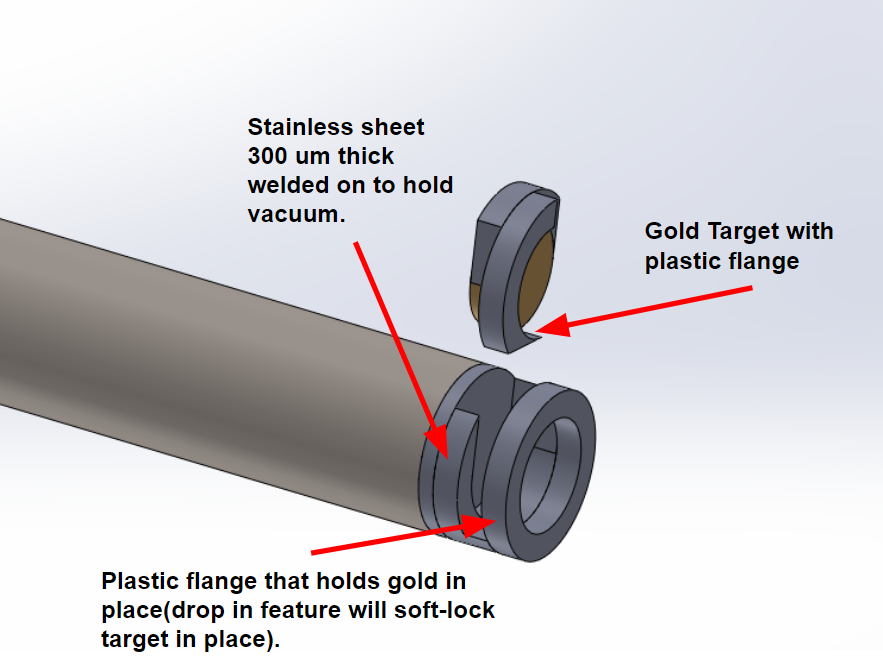 Stainless sheet
300 um thick
welded on to hold
vacuum.
Gold Target with
plastic flange
Plastic flange that holds gold in
place(drop in feature will soft-lock
target in place).